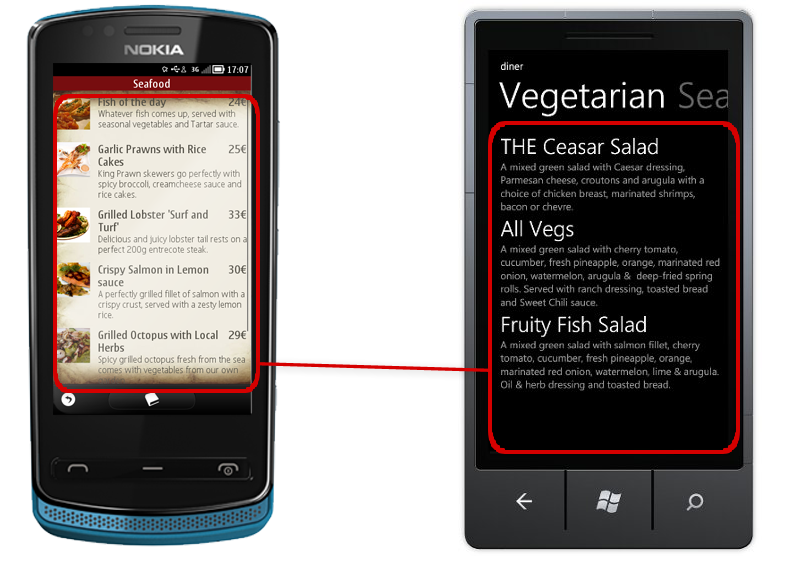 NOKIA
3G 17:07
Seafood
Fish of the day 24€
Whatever fish comes up, served with
seasonal vegetables and Tartar sauce.
Garlic Prawns with Rice 25€
Cakes
King Prawn skewers go perfectly with
spicy broccoli, creamcheese sauce and
rice cakes.
Grilled Lobster 'Surf and 33€
Turf'
Delicious and juicy lobster tail rests on a
perfect 200g entrecote steak.
Crispy Salmon in Lemon 30€
sauce
A perfectly grilled fillet of salmon with a
crispy crust, served with a zesty lemon
rice.
Grilled Octopus with Local 29€
Herbs
Spicy grilled octopus fresh from the sea
comes with vegetables from our own
diner
Vegetarian Sea
THE Ceasar Salad
A mixed green salad with Caesar dressing,
Parmesan cheese, croutons and arugula with a
choice of chicken breast, marinated shrimps,
bacon or chevre.
All Vegs
A mixed green salad with cherry tomato,
cucumber, fresh pineapple, orange, marinated red
onion, watermelon, arugula & deep-fried spring
rolls. Served with ranch dressing, toasted bread
and Sweet Chili sauce.
Fruity Fish Salad
A mixed green salad with salmon fillet, cherry
tomato, cucumber, fresh pineapple, orange,
marinated red onion, watermelon, lime & arugula.
Oil & herb dressing and toasted bread.